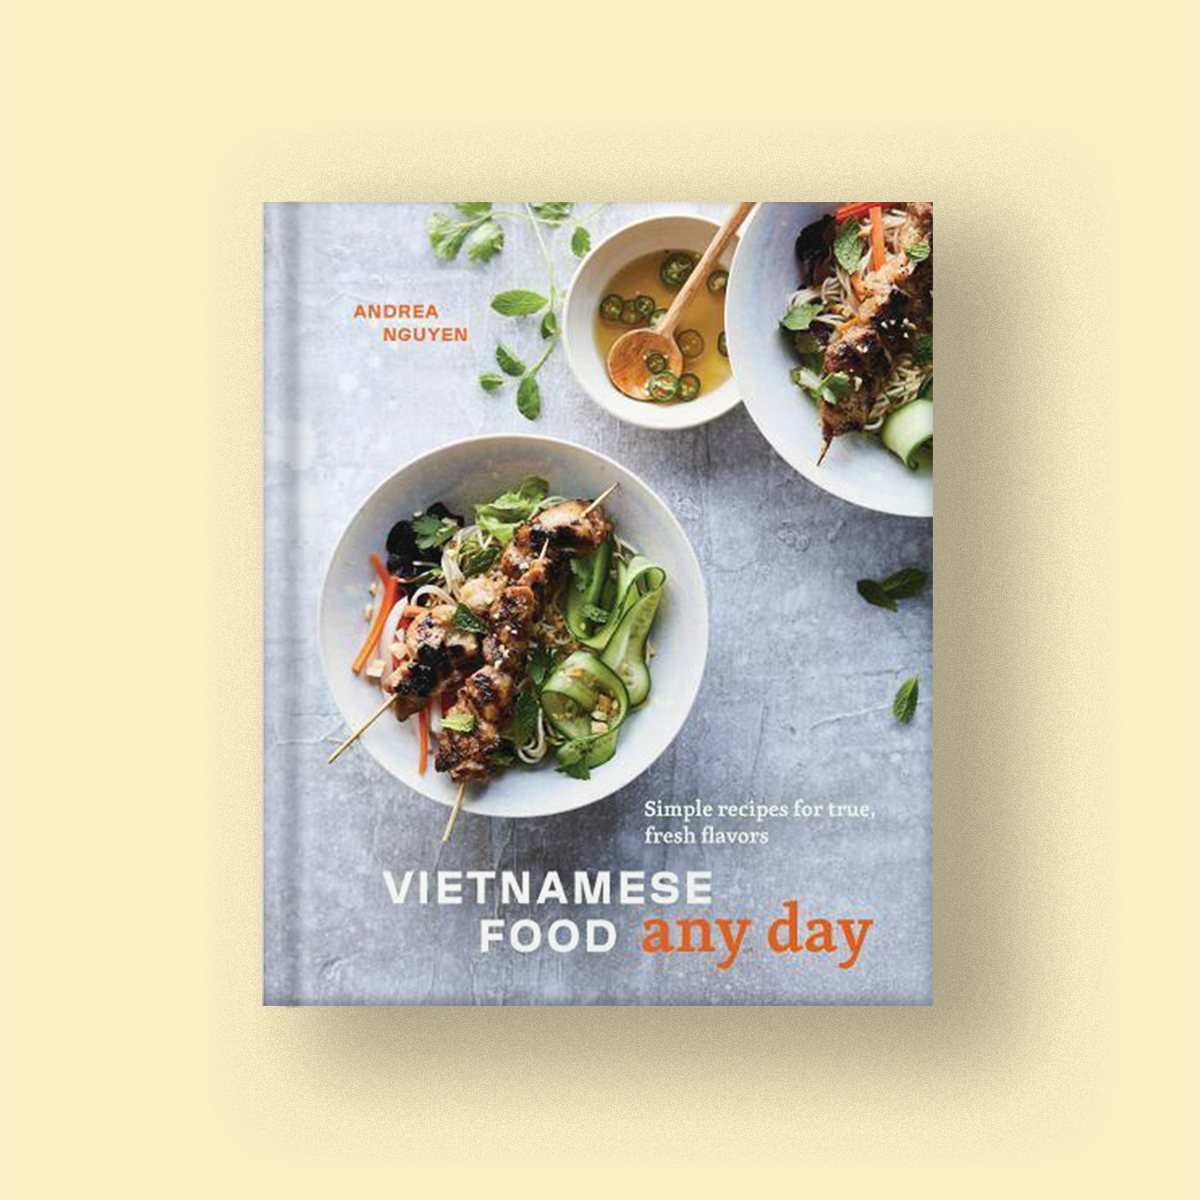 ANDREA
NGUYEN
Simple recipes for true,
fresh flavors
VIETNAMESE
FOOD any day